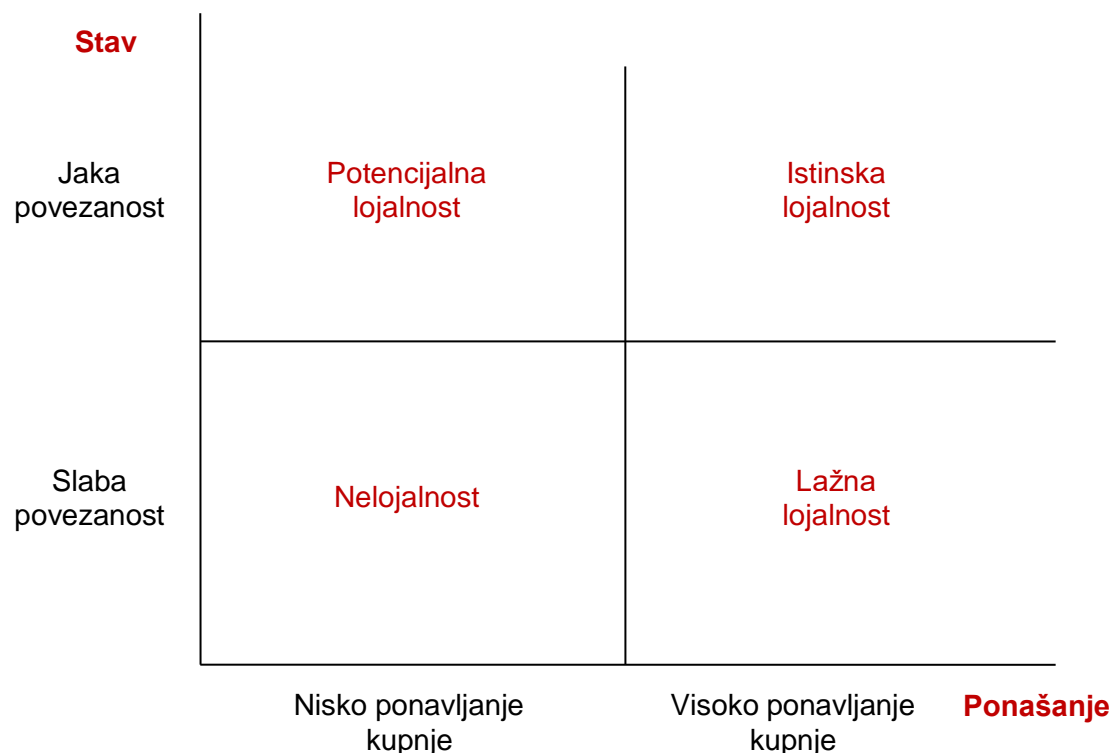 Stav
Jaka
povezanost
Potencijalna
lojalnost
Istinska
lojalnost
Slaba
povezanost
Nelojalnost
Lažna
lojalnost
Nisko ponavljanje
kupnje
Visoko ponavljanje
kupnje
Ponašanje